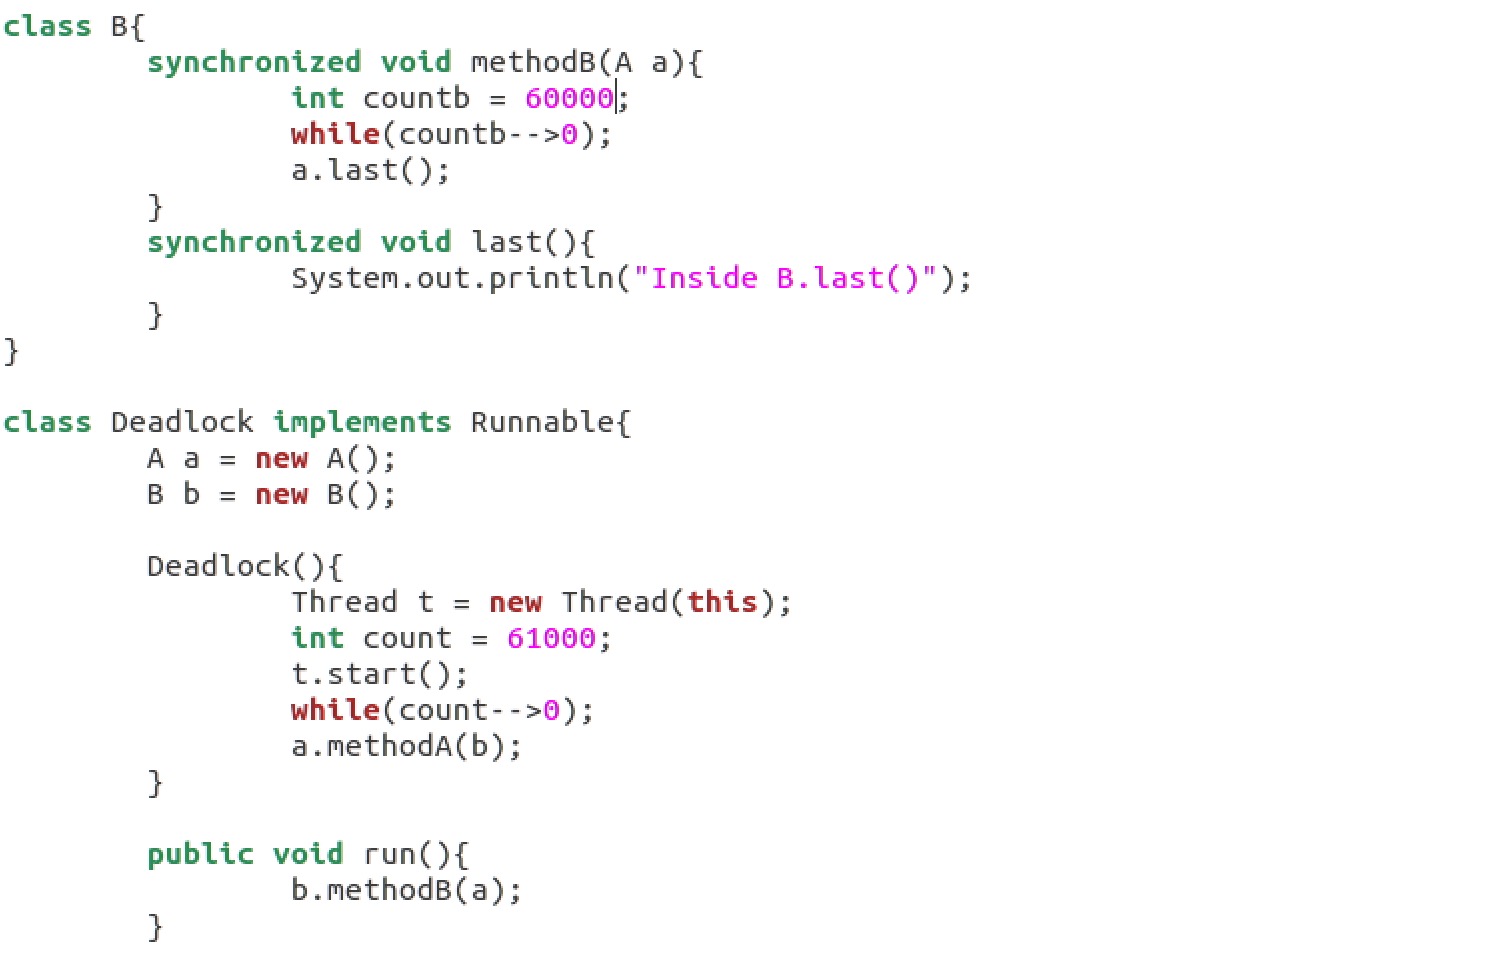 class B{
        synchronized void methodB(A a){
                int countb = 60000;
                while(countb-->0);
                a.last();
        }
        synchronized void last(){
                System.out.println("Inside B.last()");
        }
}

class Deadlock implements Runnable{
        A a = new A();
        B b = new B();

        Deadlock(){
                Thread t = new Thread(this);
                int count = 61000;
                t.start();
                while(count-->0);
                a.methodA(b);
        }

        public void run(){
                b.methodB(a);
        }